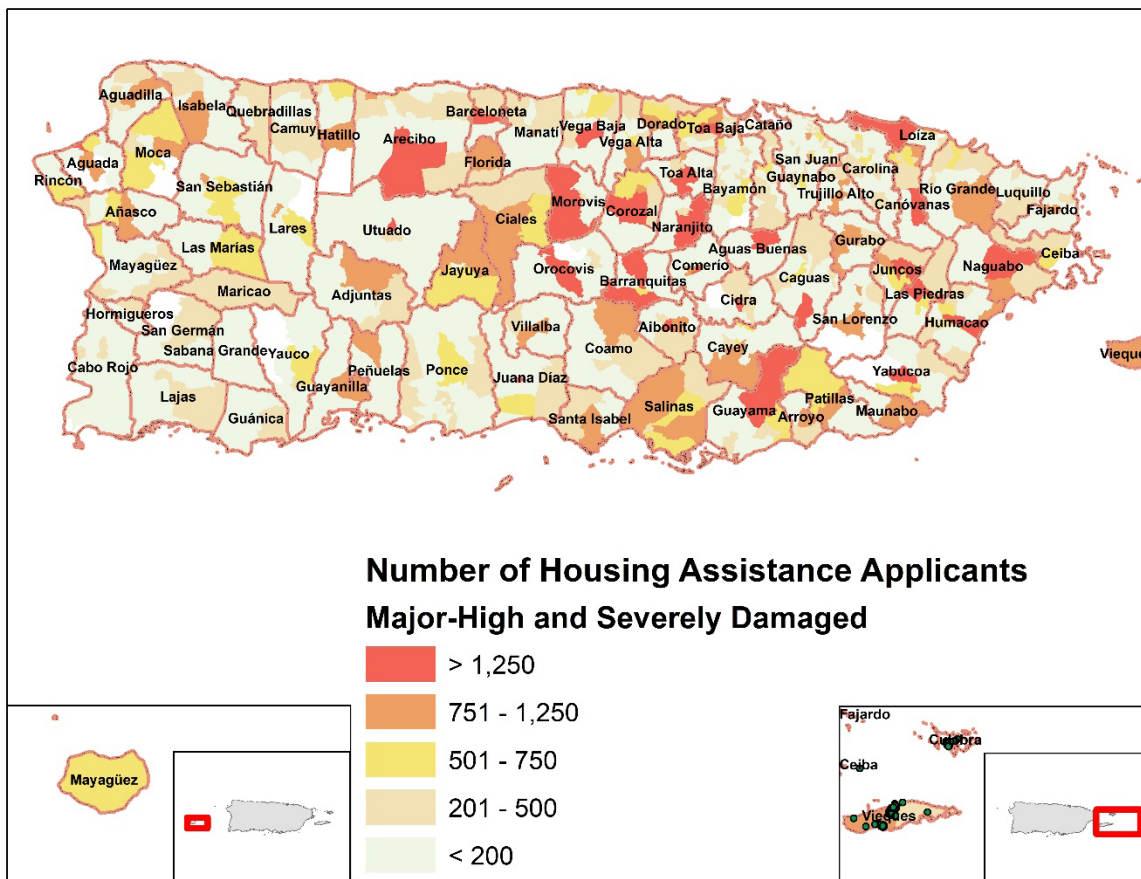 Aguadilla
Isabela
Quebradillas
Camuy
Hatillo
Arecibo
Barceloneta
Manatí
Vega Baja
Vega Alta
Dorado
Toa Baja
Cataño
Loíza
Aguada
Moca
Rincón
San Sebastián
Florida
Toa Alta
Bayamón
San Juan
Guaynabo
Carolina
Trujillo Alto
Canóvanas
Río Grande
Luquillo
Fajardo
Añasco
Lares
Utuado
Ciales
Morovis
Corozal
Naranjito
Las Marías
Mayagüez
Maricao
Adjuntas
Jayuya
Orocovis
Barranquitas
Comerío
Aguas Buenas
Gurabo
Caguas
Juncos
Naguabo
Ceiba
Las Piedras
Cidra
San Lorenzo
Humacao
Hormigueros
San Germán
Sabana Grande
Cabo Rojo
Yauco
Guayanilla
Peñuelas
Ponce
Villalba
Juana Díaz
Coamo
Aibonito
Cayey
Yabucoa
Vieque
Lajas
Guánica
Santa Isabel
Salinas
Guayama
Arroyo
Patillas
Maunabo
Number of Housing Assistance Applicants
Major-High and Severely Damaged
> 1,250
751 - 1,250
501 - 750
201 - 500
< 200
Mayagüez
Fajardo
Culebra
Ceiba
Vieques